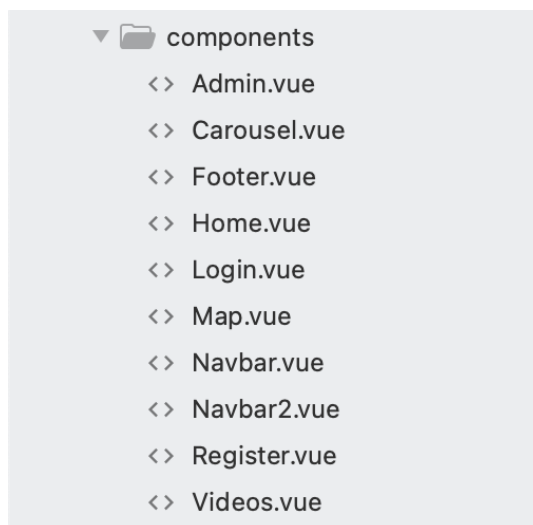 components
<> Admin.vue
<> Carousel.vue
<> Footer.vue
<> Home.vue
<> Login.vue
<> Map.vue
<> Navbar.vue
<> Navbar2.vue
<> Register.vue
<> Videos.vue